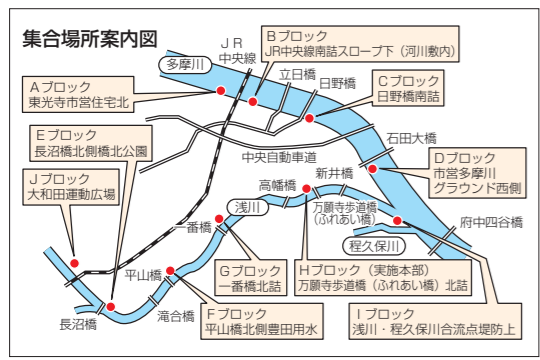 集合場所案内図
JR
中央線
多摩川
Bブロック
JR中央線南詰スロープ下(河川敷内)
立日橋
日野橋
Aブロック
東光寺市営住宅北
Cブロック
日野橋南詰
Eブロック
長沼橋北側橋北公園
石田大橋
中央自動車道
Jブロック
大和田運動広場
Dブロック
市営多摩川
グラウンド西側
新井橋
高幡橋
浅川
万願寺歩道橋
(ふれあい橋)
一番橋
府中四谷橋
程久保川
平山橋
Gブロック
一番橋北詰
Hブロック(実施本部)
万願寺歩道橋(ふれあい橋)北詰
長沼橋
滝合橋
Fブロック
平山橋北側豊田用水
Iブロック
浅川・程久保川合流点堤防上